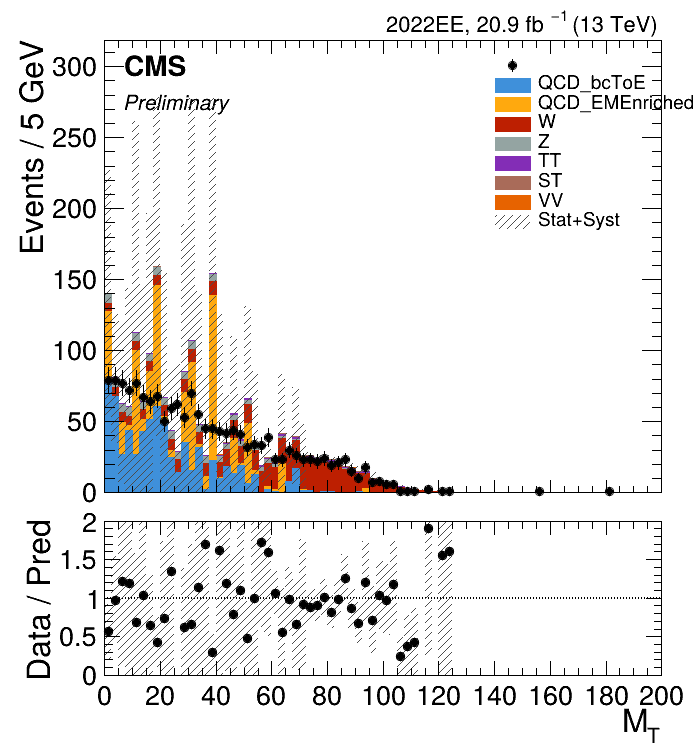 2022EE, 20.9 fb⁻¹ (13 TeV)
Events / 5 GeV
CMS
Preliminary
QCD_bcToE
QCD_EMEnriched
W
Z
TT
ST
VV
Stat+Syst
300
250
200
150
100
50
0
Data / Pred
2
1.5
1
0.5
0
0 20 40 60 80 100 120 140 160 180 200
M_T